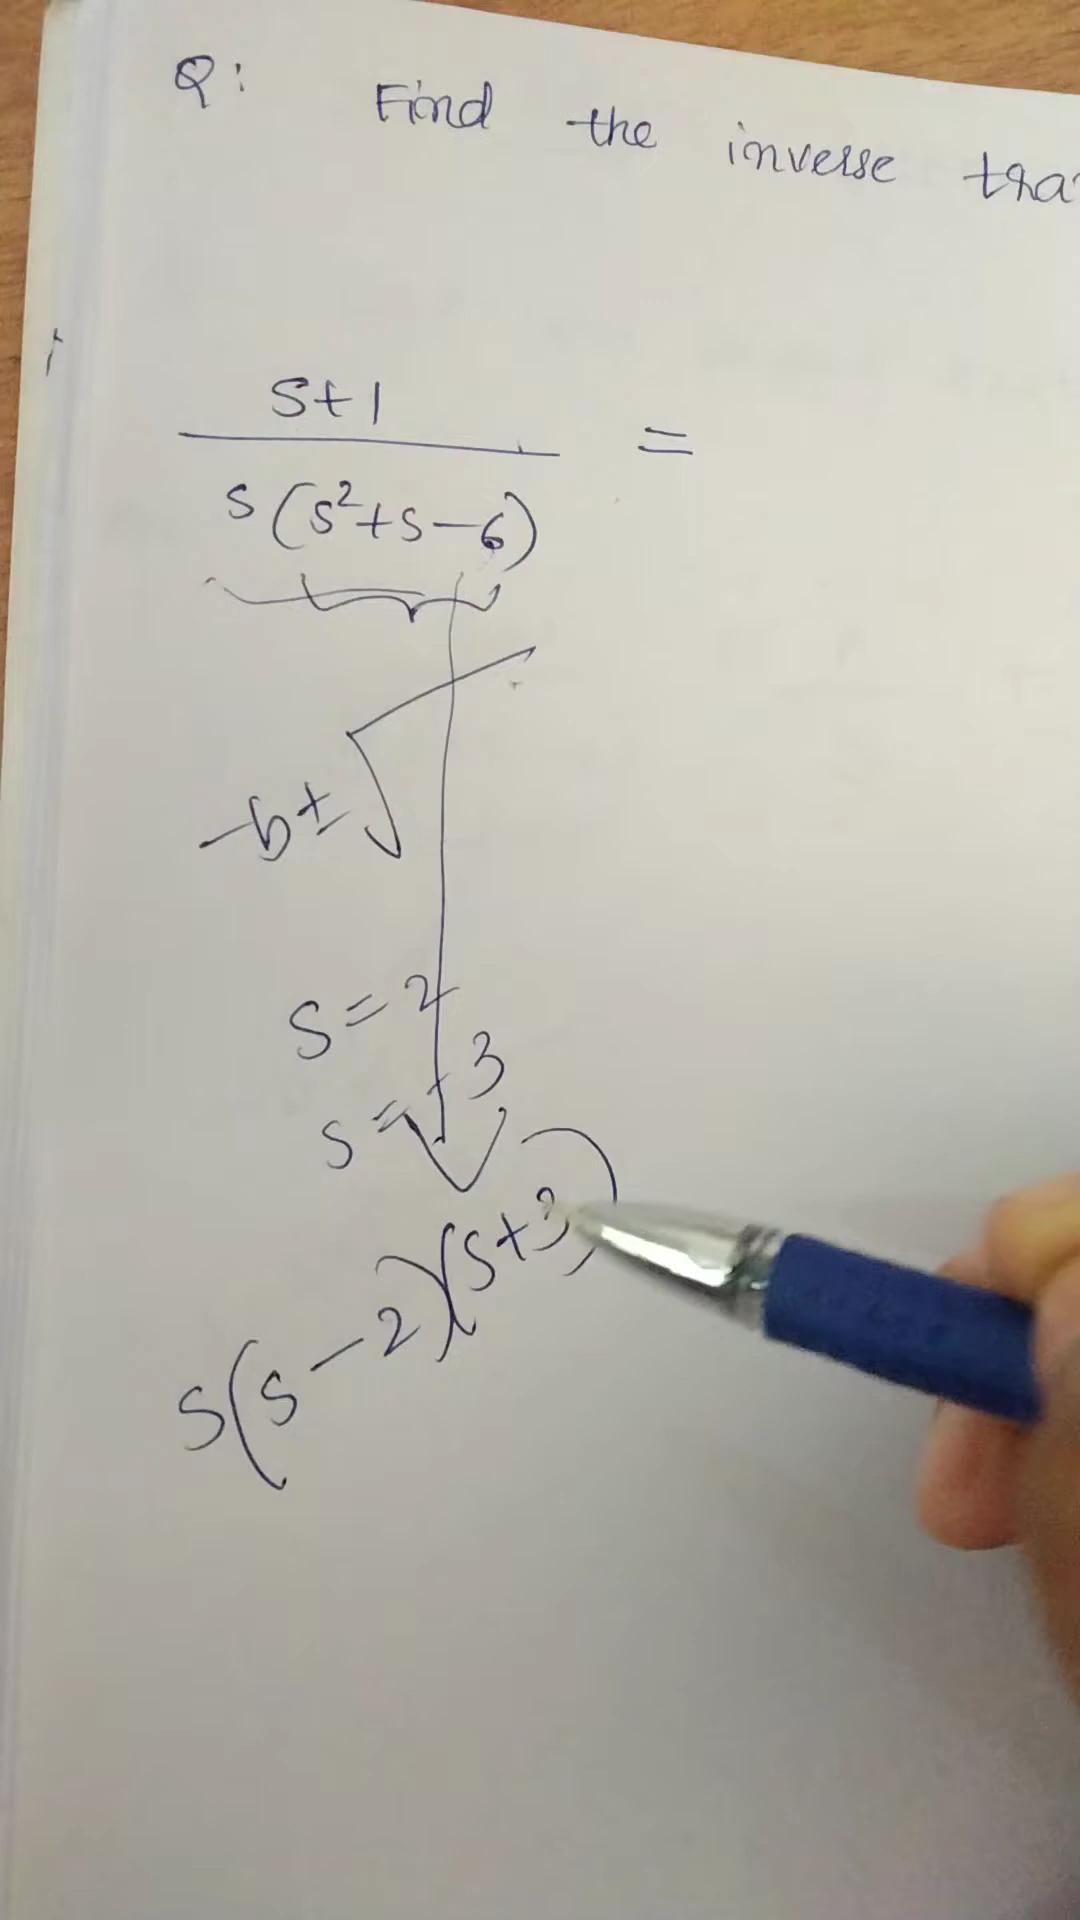 Q: Find the inverse tra
s+1
s(s²+s-6)
=
-b±√
s=2
s=-3
s(s-2)(s+3)